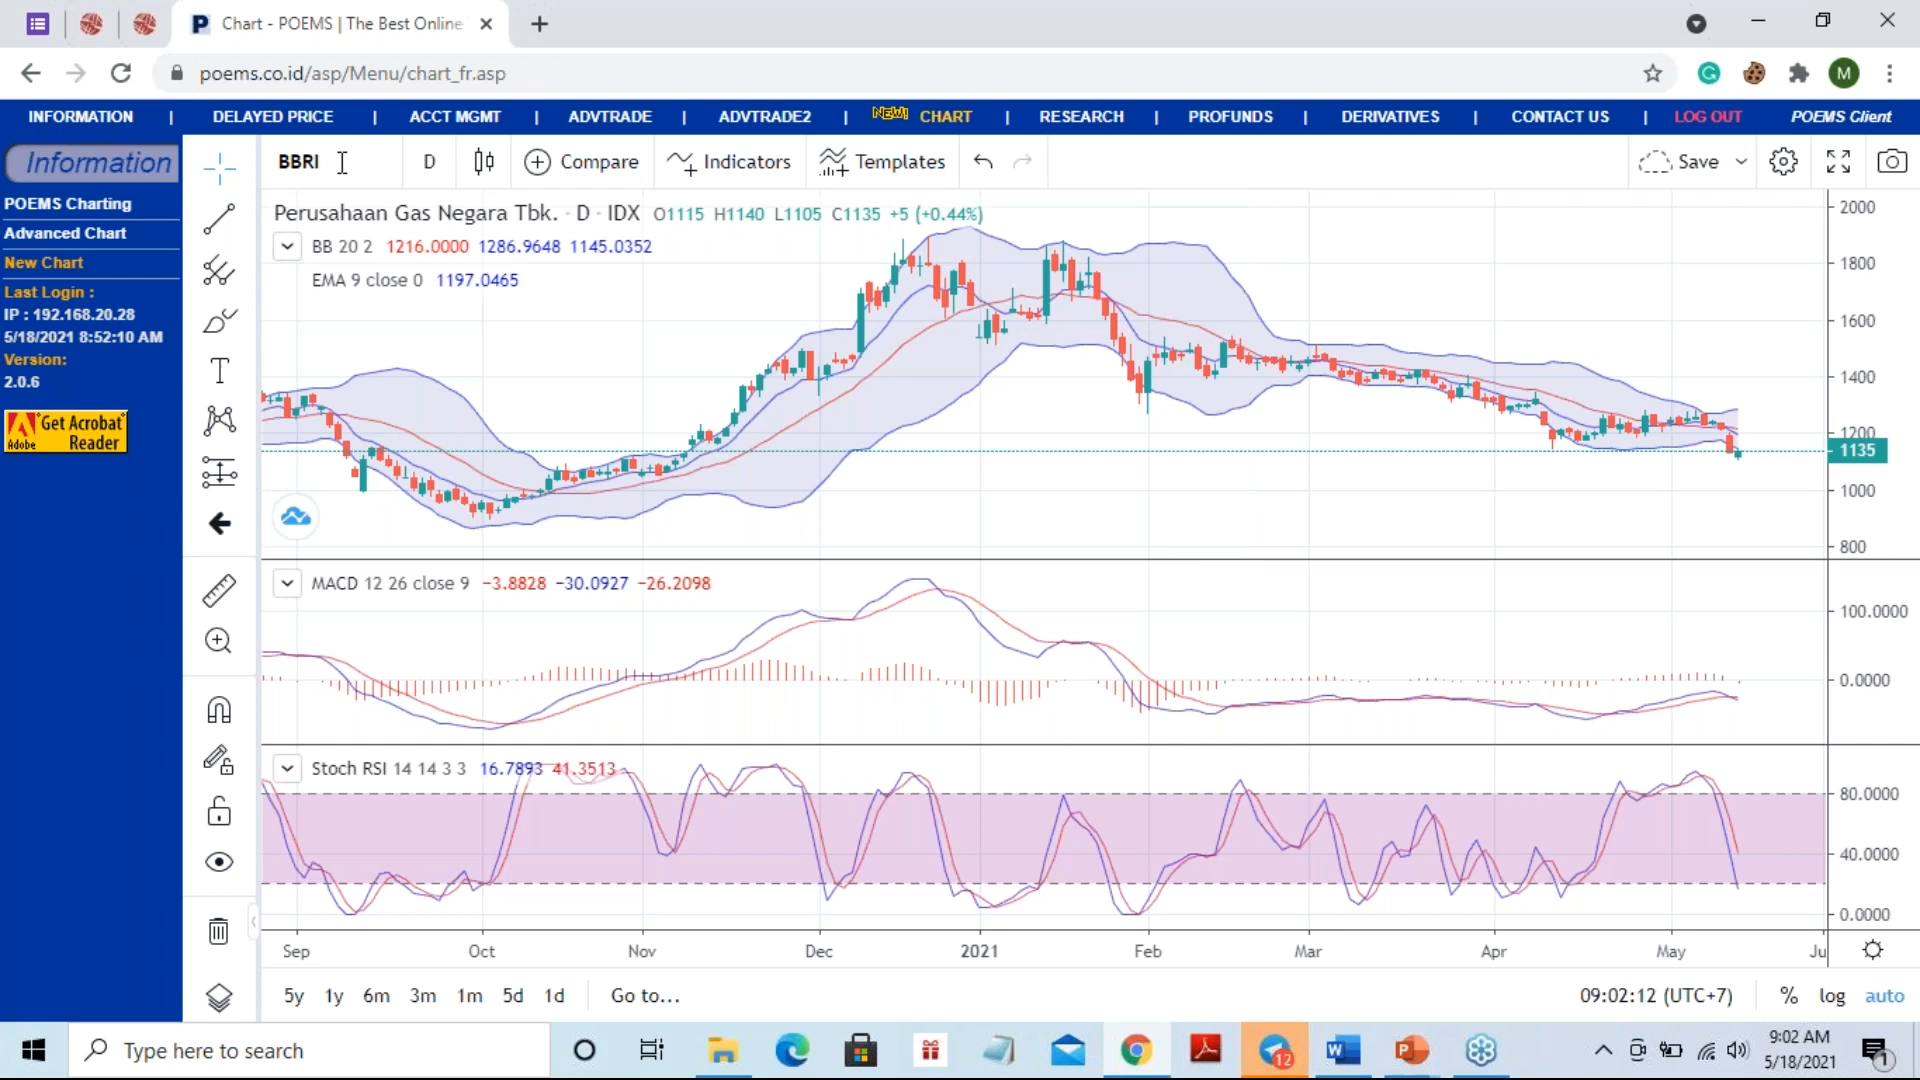 Chart - POEMS | The Best Online
poems.co.id/asp/Menu/chart_fr.asp
M
INFORMATION | DELAYED PRICE | ACCT MGMT | ADVTRADE | ADVTRADE2 | NEW! CHART | RESEARCH | PROFUNDS | DERIVATIVES | CONTACT US | LOG OUT POEMS Client
Information
POEMS Charting
Advanced Chart
New Chart
Last Login :
IP : 192.168.20.28
5/18/2021 8:52:10 AM
Version:
2.0.6
Get Acrobat
Adobe Reader
BBRI D Compare Indicators Templates Save
Perusahaan Gas Negara Tbk. · D · IDX O1115 H1140 L1105 C1135 +5 (+0.44%)
BB 20 2 1216.0000 1286.9648 1145.0352
EMA 9 close 0 1197.0465
2000
1800
1600
1400
1200
1135
1000
800
MACD 12 26 close 9 −3.8828 −30.0927 −26.2098
100.0000
0.0000
Stoch RSI 14 14 3 3 16.7893 41.3513
80.0000
40.0000
0.0000
Sep Oct Nov Dec 2021 Feb Mar Apr May Ju
5y 1y 6m 3m 1m 5d 1d Go to... 09:02:12 (UTC+7) % log auto
Type here to search
12
9:02 AM
5/18/2021
1